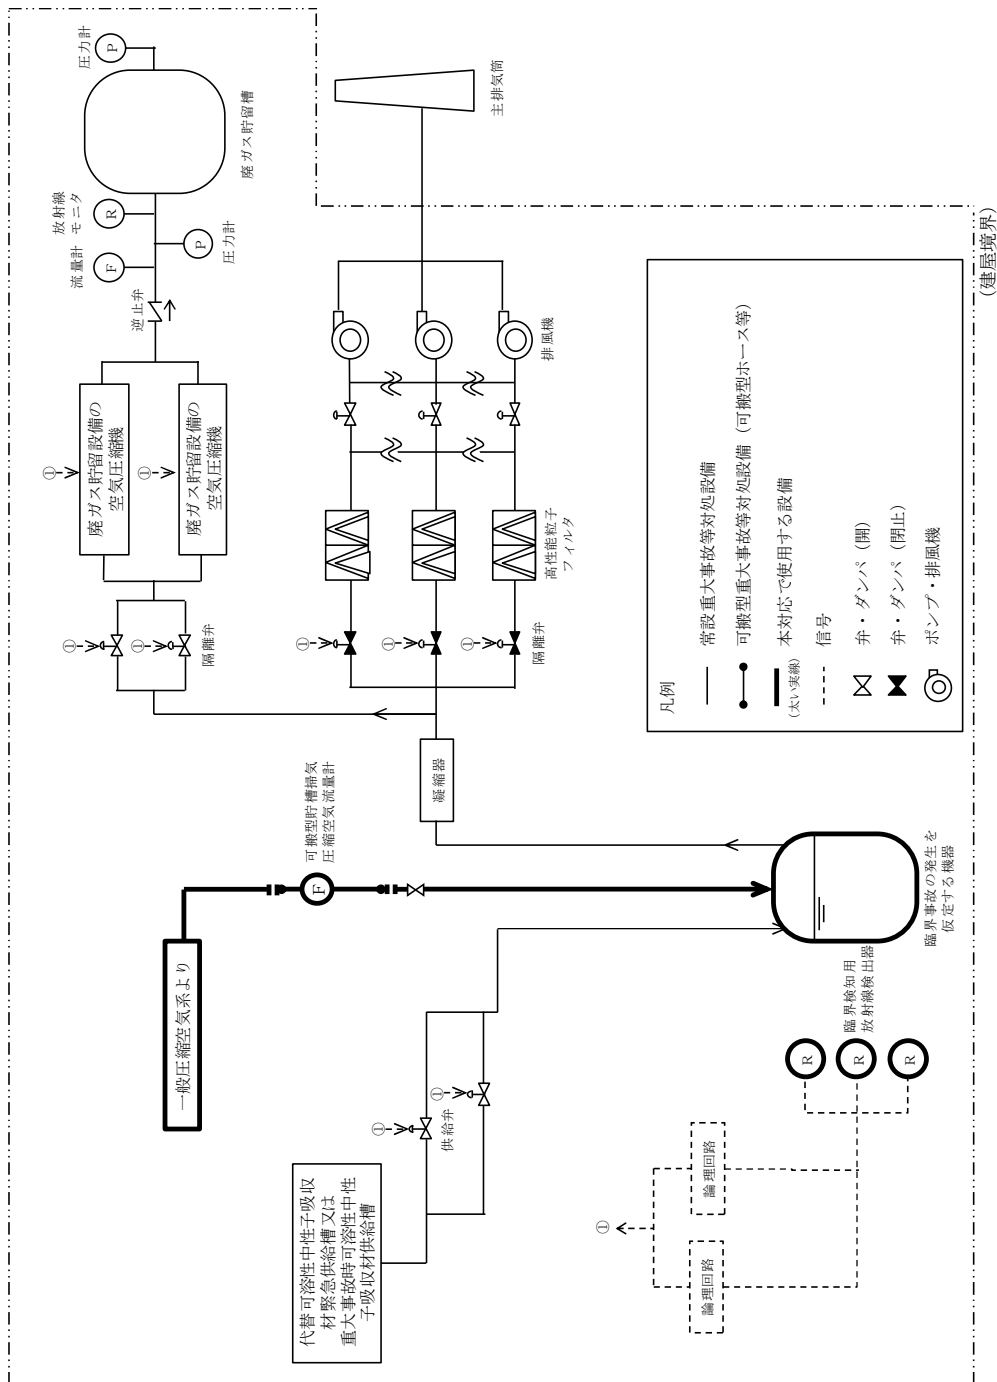 一般圧縮空気系より
可搬型貯槽掃気
圧縮空気流量計
F
代替可溶性中性子吸収
材緊急供給槽又は
重大事故時可溶性中性
子吸収材供給槽
①
①
供給弁
①
論理回路
論理回路
R
R
R
臨界検知用
放射線検出器
臨界事故の発生を
仮定する機器
凝縮器
①
①
隔離弁
①
①
①
隔離弁
①
廃ガス貯留設備の
空気圧縮機
①
廃ガス貯留設備の
空気圧縮機
高性能粒子
フィルタ
排風機
逆止弁
流量計
F
放射線
モニタ
R
P
圧力計
圧力計
P
廃ガス貯留槽
主排気筒
(建屋境界)
凡例
常設重大事故等対処設備
可搬型重大事故等対処設備(可搬型ホース等)
本対応で使用する設備
(太い実線)
信号
弁・ダンパ(開)
弁・ダンパ(閉止)
ポンプ・排風機